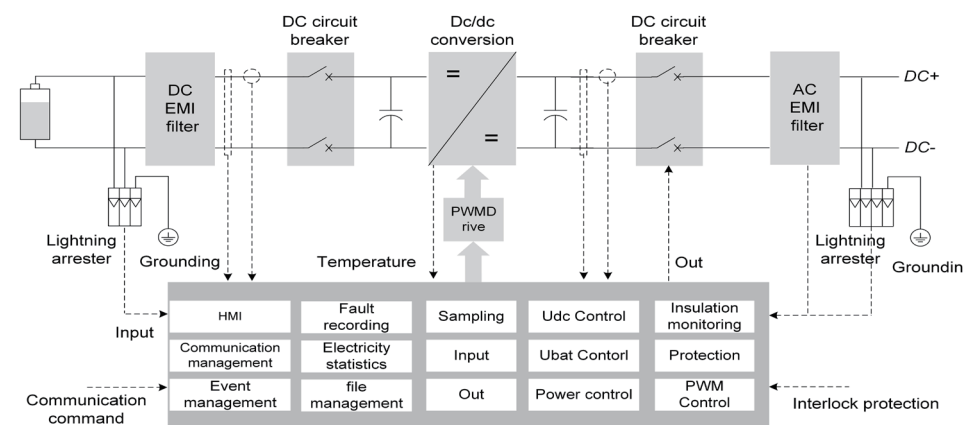 DC circuit
breaker
Dc/dc
conversion
DC circuit
breaker
DC
EMI
filter
=
=
AC
EMI
filter
DC+
DC-
PWMD
rive
Lightning
arrester
Grounding
Temperature
Out
Lightning
arrester
Groundin
Input
HMI
Fault
recording
Sampling
Udc Control
Insulation
monitoring
Communication
management
Electricity
statistics
Input
Ubat Contorl
Protection
Event
management
file
management
Out
Power control
PWM
Control
Communication
command
Interlock protection